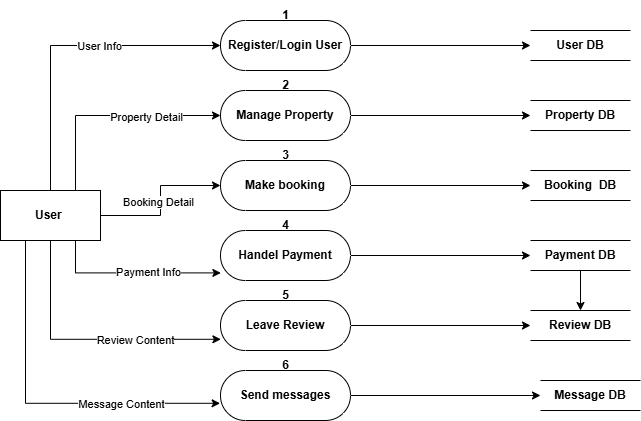 1
User Info
Register/Login User
User DB
2
Property Detail
Manage Property
Property DB
3
Booking Detail
Make booking
Booking  DB
User
4
Payment Info
Handel Payment
Payment DB
5
Review Content
Leave Review
Review DB
6
Message Content
Send messages
Message DB